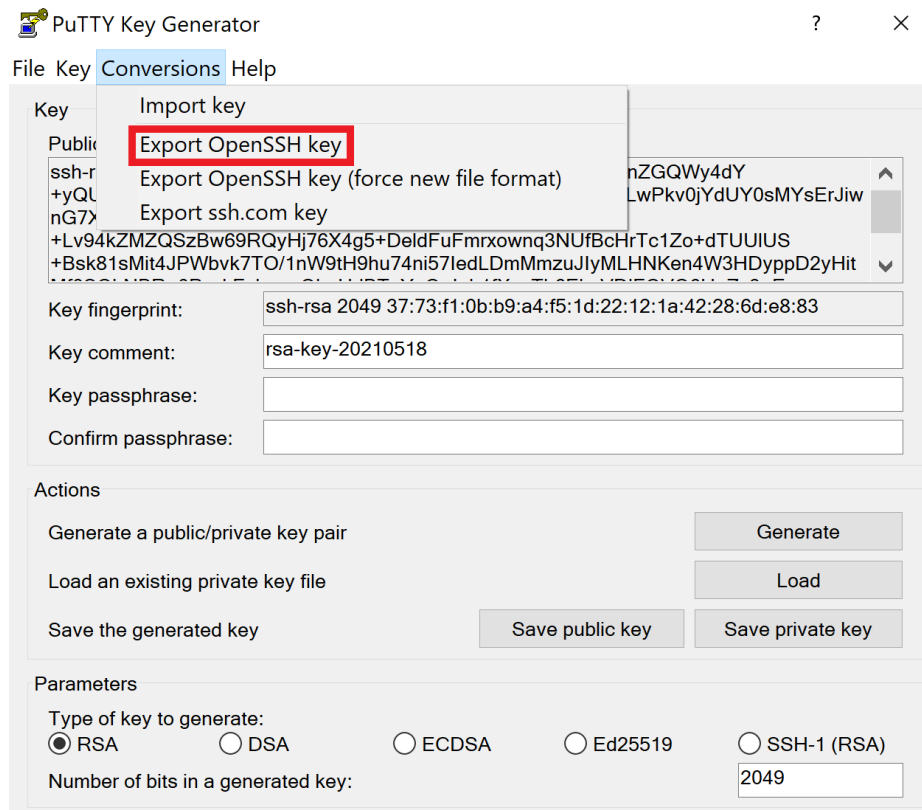 PuTTY Key Generator
? ×
File Key Conversions Help
Import key
Export OpenSSH key
Export OpenSSH key (force new file format)
Export ssh.com key
Key
Public
ssh-r nZGQWy4dY
+yQU LwPkv0jYdUY0sMYsErJiw
nG7X
+Lv94kZMZQSzBw69RQyHj76X4g5+DeldFuFmrxownq3NUfBcHrTc1Zo+dTUUlUS
+Bsk81sMit4JPWbvk7TO/1nW9tH9hu74ni57IedLDmMmzuJIyMLHNKen4W3HDyppD2yHit
Key fingerprint: ssh-rsa 2049 37:73:f1:0b:b9:a4:f5:1d:22:12:1a:42:28:6d:e8:83
Key comment: rsa-key-20210518
Key passphrase:
Confirm passphrase:
Actions
Generate a public/private key pair Generate
Load an existing private key file Load
Save the generated key Save public key Save private key
Parameters
Type of key to generate:
RSA DSA ECDSA Ed25519 SSH-1 (RSA)
Number of bits in a generated key: 2049